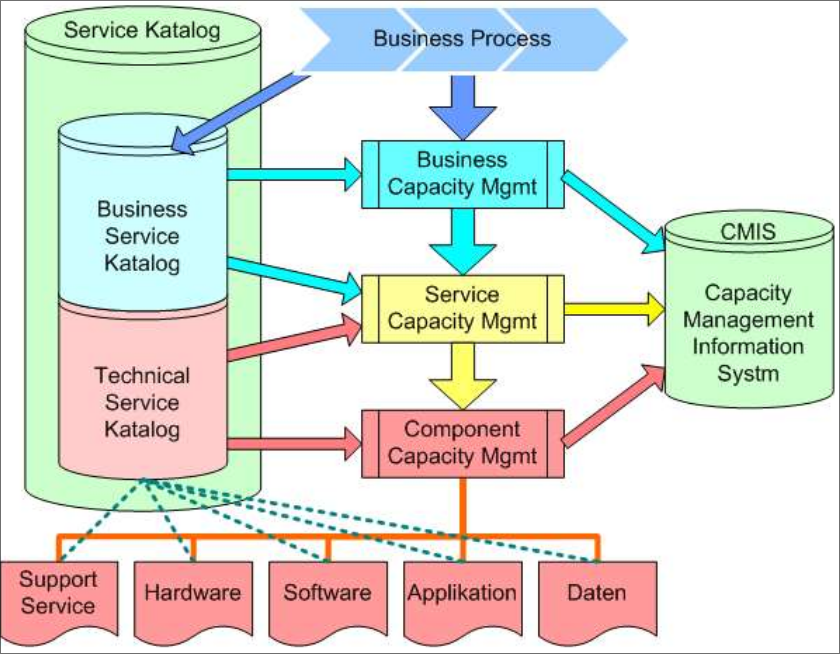 Service Katalog
Business Process
Business
Capacity Mgmt
Business
Service
Katalog
CMIS
Capacity
Management
Information
Systm
Service
Capacity Mgmt
Technical
Service
Katalog
Component
Capacity Mgmt
Support
Service
Hardware
Software
Applikation
Daten